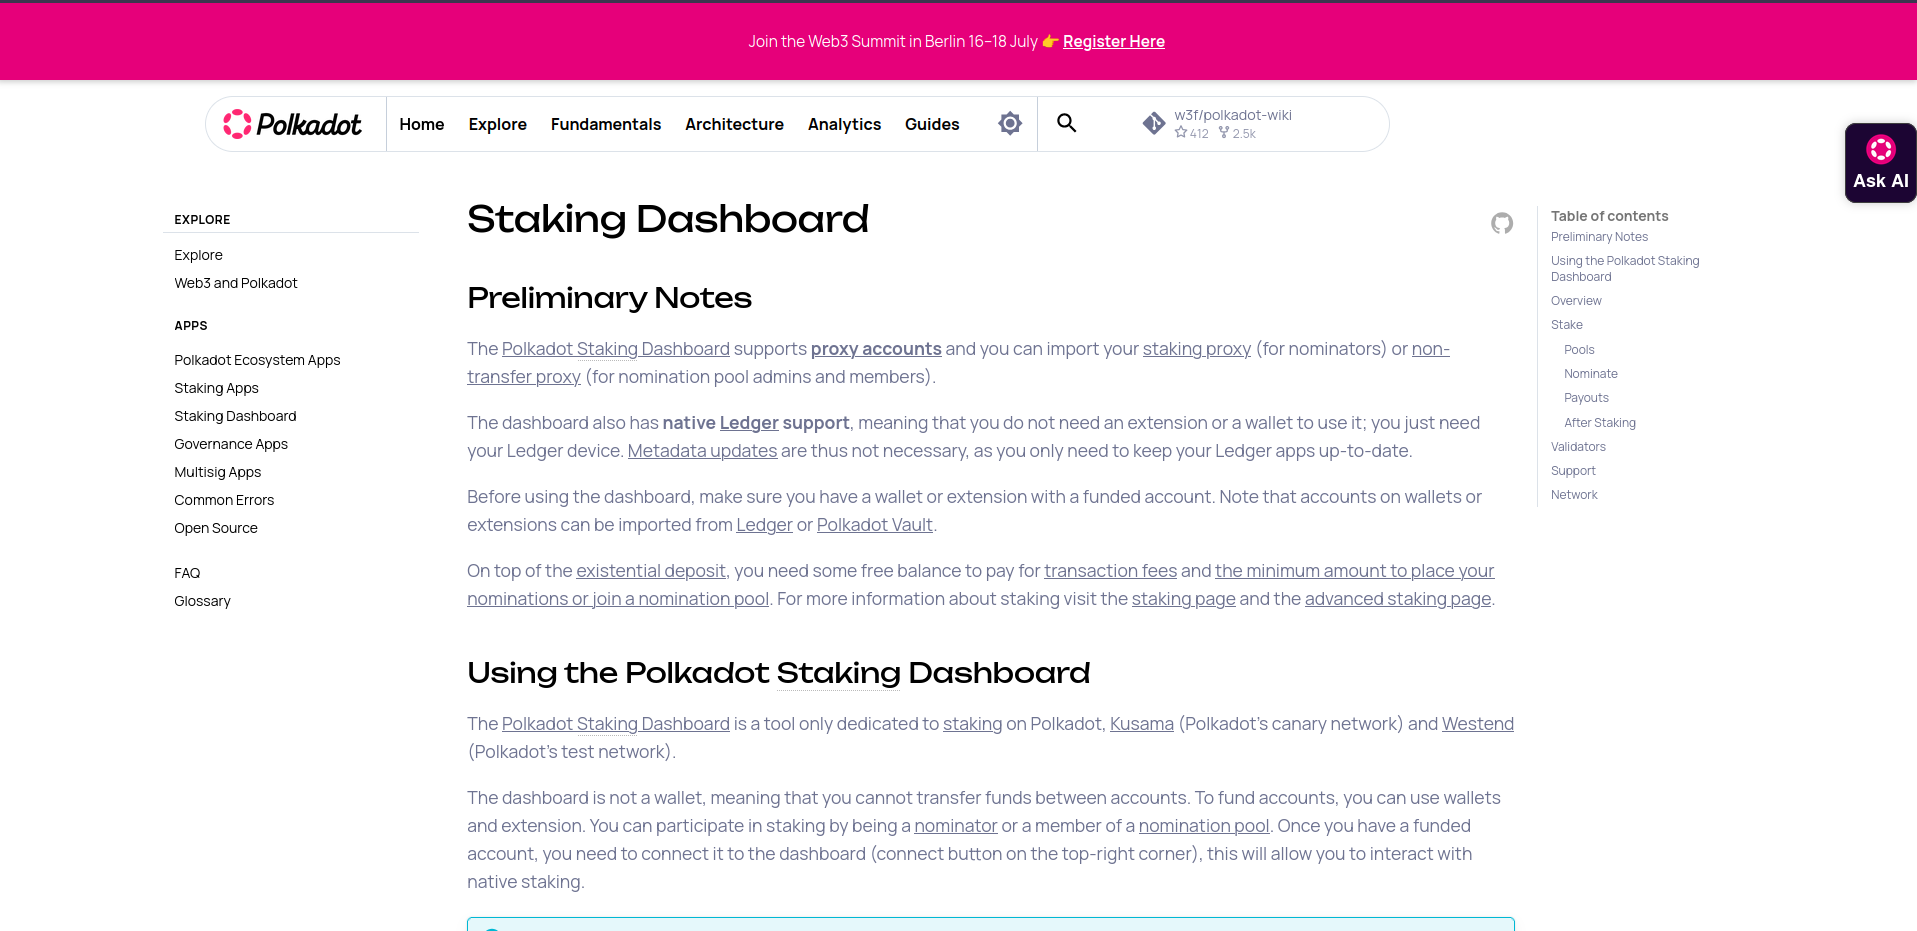 Join the Web3 Summit in Berlin 16–18 July 👉 Register Here
Polkadot
Home Explore Fundamentals Architecture Analytics Guides
w3f/polkadot-wiki
412 2.5k
Ask AI
EXPLORE
Explore
Web3 and Polkadot
APPS
Polkadot Ecosystem Apps
Staking Apps
Staking Dashboard
Governance Apps
Multisig Apps
Common Errors
Open Source
FAQ
Glossary
Staking Dashboard
Preliminary Notes
The Polkadot Staking Dashboard supports proxy accounts and you can import your staking proxy (for nominators) or non-
transfer proxy (for nomination pool admins and members).
The dashboard also has native Ledger support, meaning that you do not need an extension or a wallet to use it; you just need
your Ledger device. Metadata updates are thus not necessary, as you only need to keep your Ledger apps up-to-date.
Before using the dashboard, make sure you have a wallet or extension with a funded account. Note that accounts on wallets or
extensions can be imported from Ledger or Polkadot Vault.
On top of the existential deposit, you need some free balance to pay for transaction fees and the minimum amount to place your
nominations or join a nomination pool. For more information about staking visit the staking page and the advanced staking page.
Using the Polkadot Staking Dashboard
The Polkadot Staking Dashboard is a tool only dedicated to staking on Polkadot, Kusama (Polkadot's canary network) and Westend
(Polkadot's test network).
The dashboard is not a wallet, meaning that you cannot transfer funds between accounts. To fund accounts, you can use wallets
and extension. You can participate in staking by being a nominator or a member of a nomination pool. Once you have a funded
account, you need to connect it to the dashboard (connect button on the top-right corner), this will allow you to interact with
native staking.
Table of contents
Preliminary Notes
Using the Polkadot Staking
Dashboard
Overview
Stake
Pools
Nominate
Payouts
After Staking
Validators
Support
Network